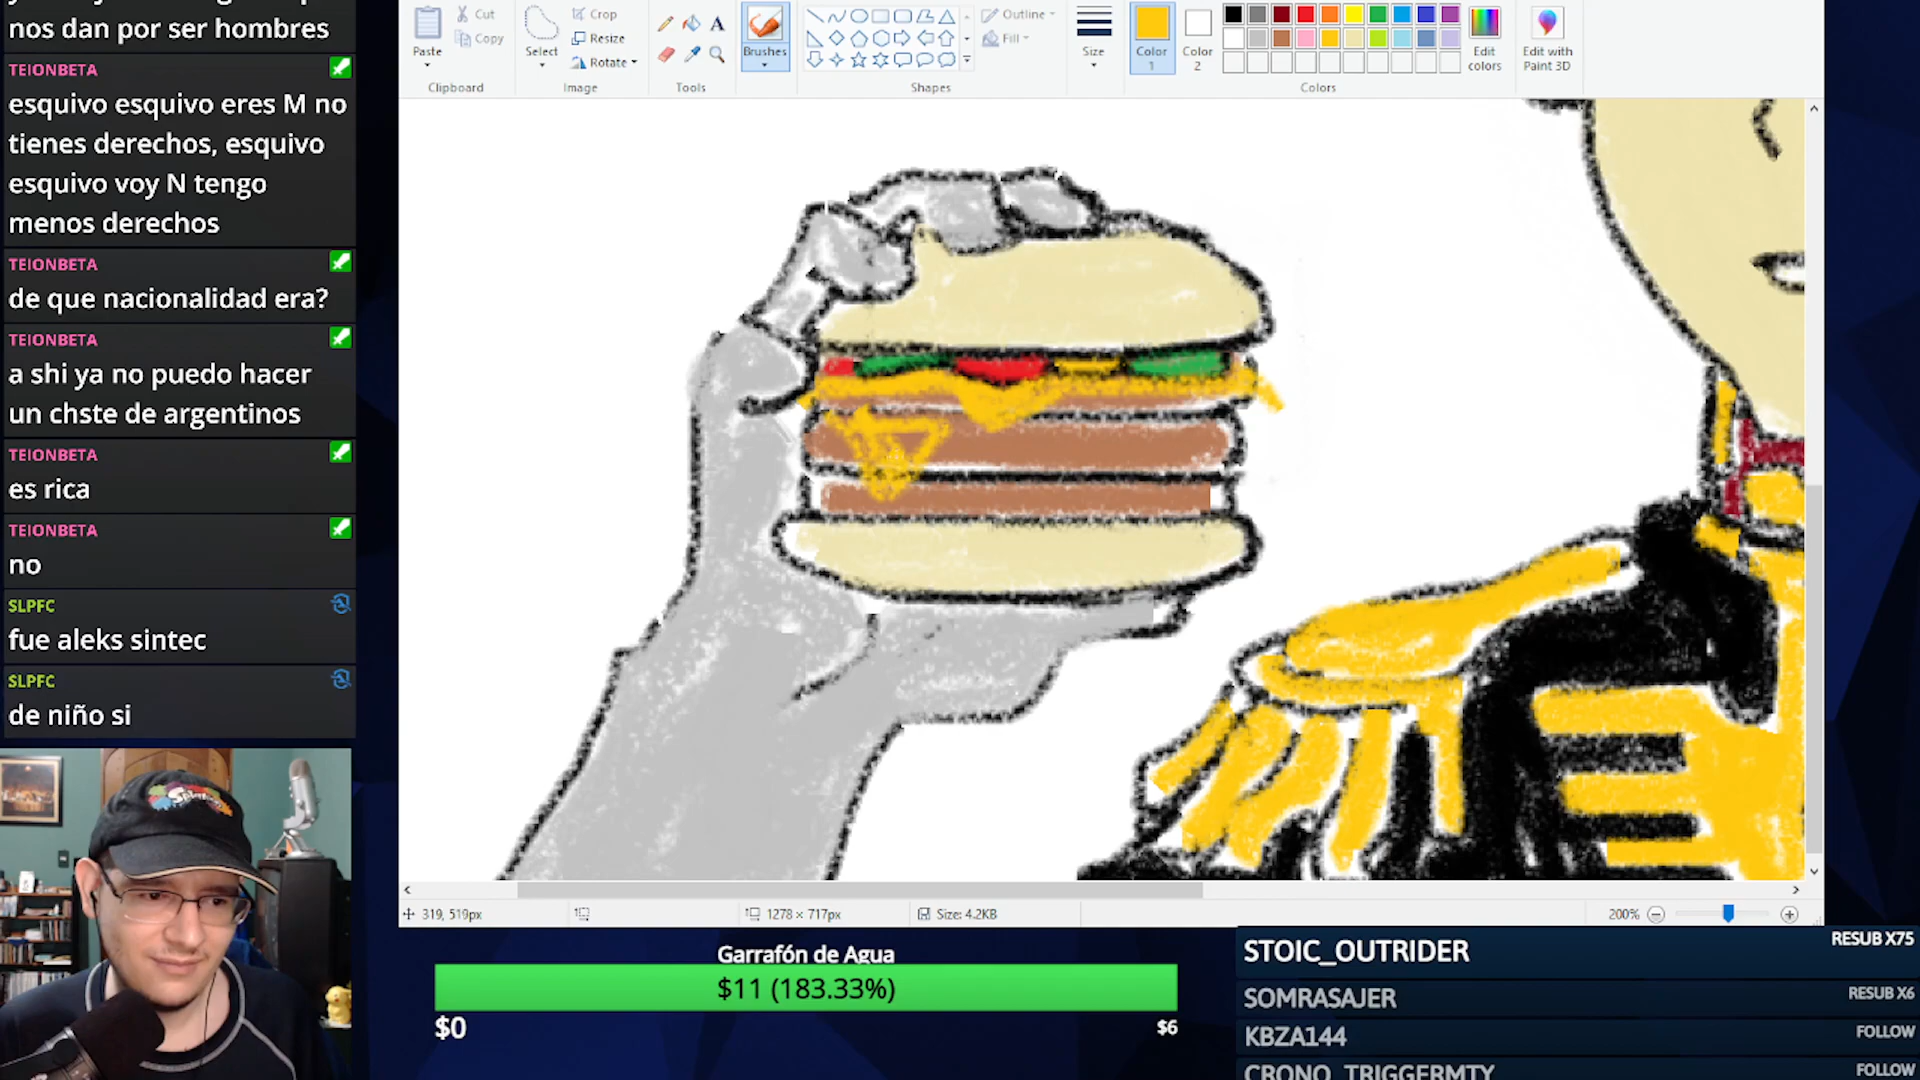 nos dan por ser hombres
TEIONBETA
esquivo esquivo eres M no
tienes derechos, esquivo
esquivo voy N tengo
menos derechos
TEIONBETA
de que nacionalidad era?
TEIONBETA
a shi ya no puedo hacer
un chste de argentinos
TEIONBETA
es rica
TEIONBETA
no
SLPFC
fue aleks sintec
SLPFC
de niño si
Paste
Cut
Copy
Clipboard
Select
Crop
Resize
Rotate
Image
A
Tools
Brushes
Shapes
Outline
Fill
Size
Color
1
Color
2
Edit
colors
Colors
Edit with
Paint 3D
319, 519px
1278 × 717px
Size: 4.2KB
200%
Garrafón de Agua
$11 (183.33%)
$0
$6
STOIC_OUTRIDER
RESUB X75
SOMRASAJER
RESUB X6
KBZA144
FOLLOW
CRONO_TRIGGERMTY
FOLLOW